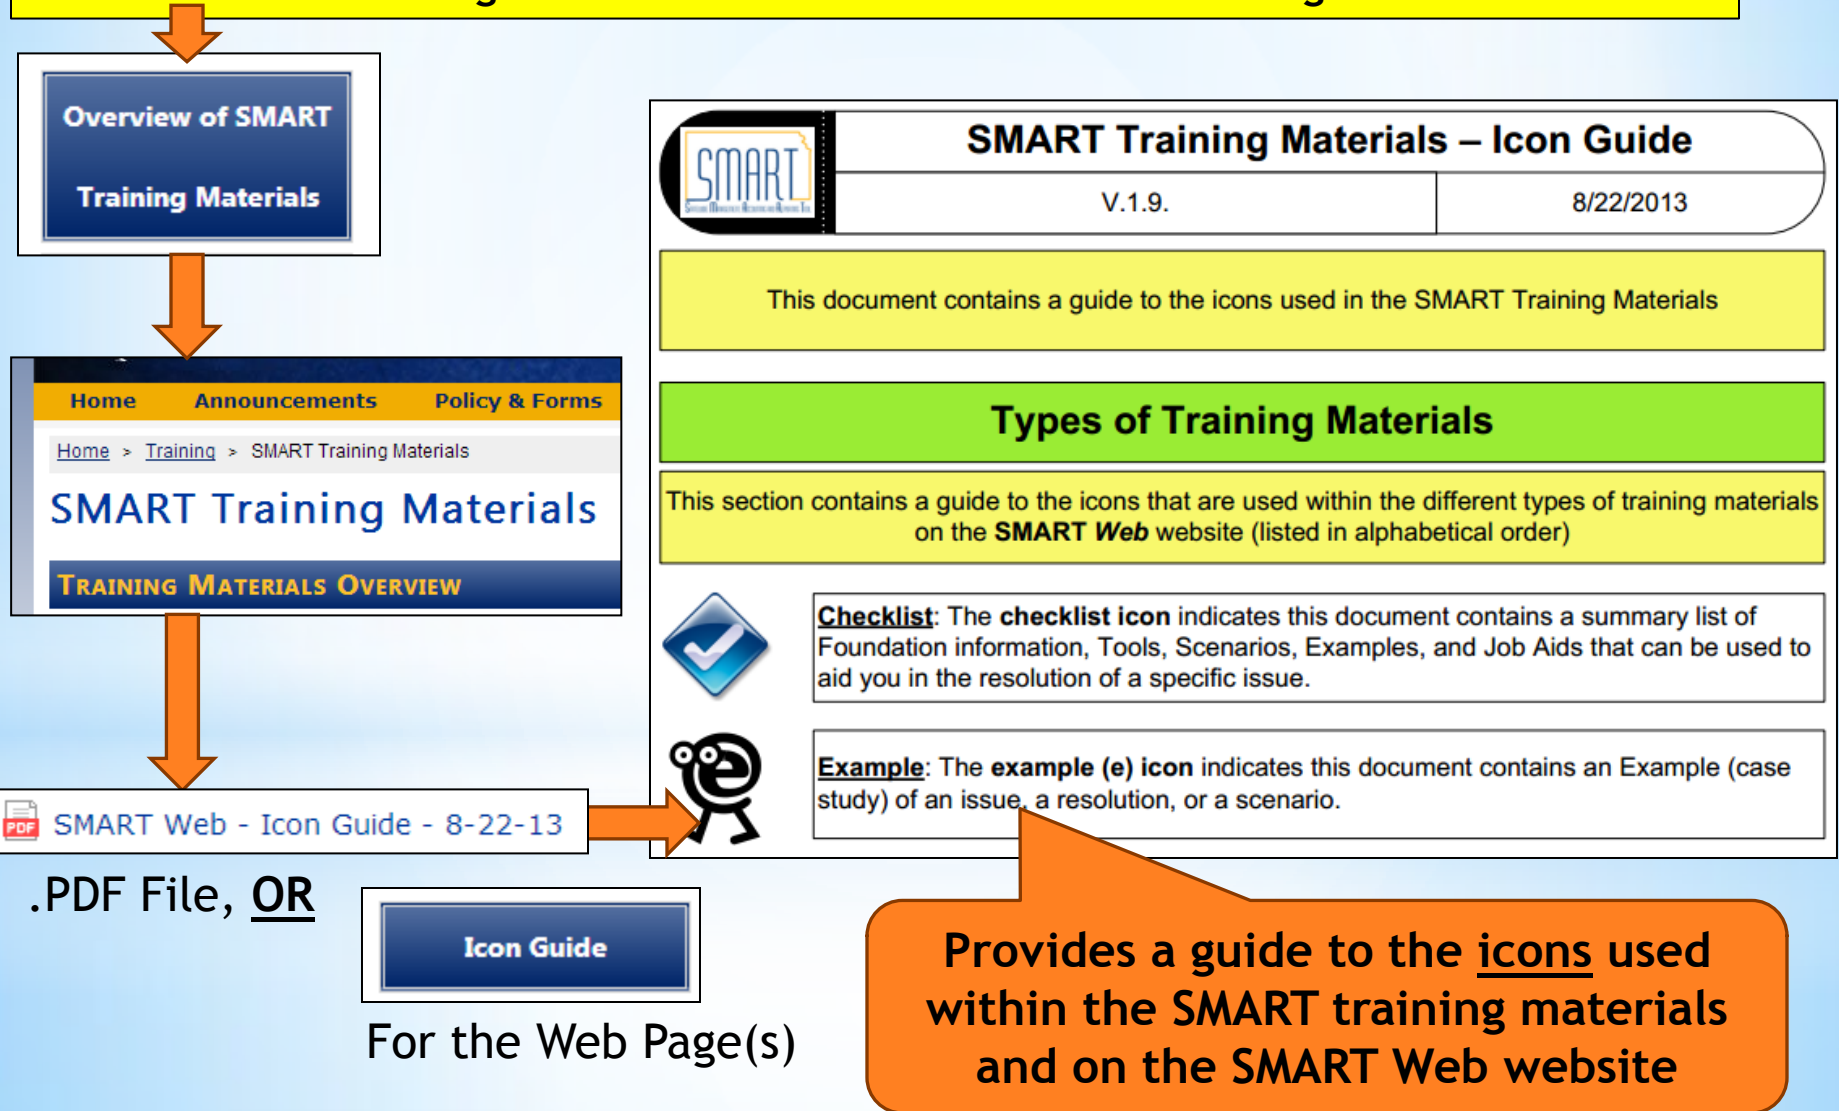 Overview of SMART
Training Materials
Home Announcements Policy & Forms
Home > Training > SMART Training Materials
SMART Training Materials
TRAINING MATERIALS OVERVIEW
SMART Web - Icon Guide - 8-22-13
.PDF File, OR
Icon Guide
For the Web Page(s)
SMART
SMART Training Materials – Icon Guide
V.1.9.
8/22/2013
This document contains a guide to the icons used in the SMART Training Materials
Types of Training Materials
This section contains a guide to the icons that are used within the different types of training materials
on the SMART Web website (listed in alphabetical order)
Checklist: The checklist icon indicates this document contains a summary list of
Foundation information, Tools, Scenarios, Examples, and Job Aids that can be used to
aid you in the resolution of a specific issue.
Example: The example (e) icon indicates this document contains an Example (case
study) of an issue, a resolution, or a scenario.
Provides a guide to the icons used
within the SMART training materials
and on the SMART Web website